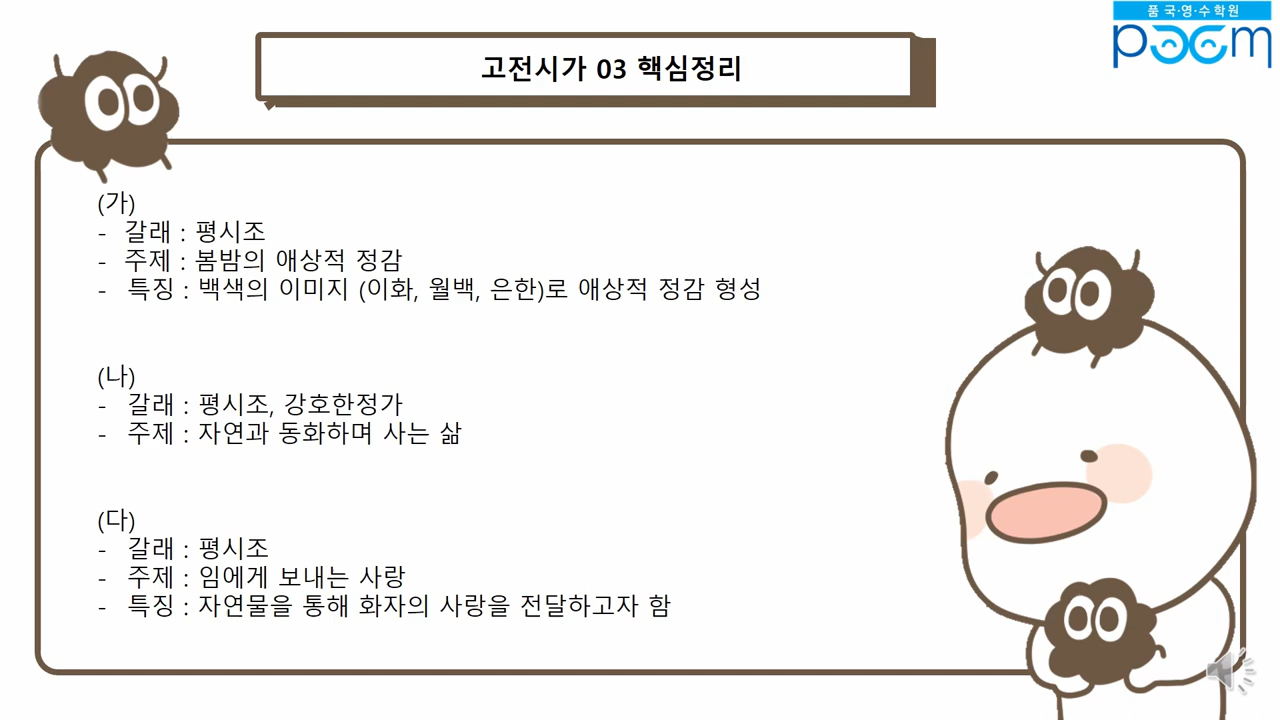 품 국·영·수 학원
poem
고전시가 03 핵심정리
(가)
- 갈래 : 평시조
- 주제 : 봄밤의 애상적 정감
- 특징 : 백색의 이미지 (이화, 월백, 은한)로 애상적 정감 형성
(나)
- 갈래 : 평시조, 강호한정가
- 주제 : 자연과 동화하며 사는 삶
(다)
- 갈래 : 평시조
- 주제 : 임에게 보내는 사랑
- 특징 : 자연물을 통해 화자의 사랑을 전달하고자 함